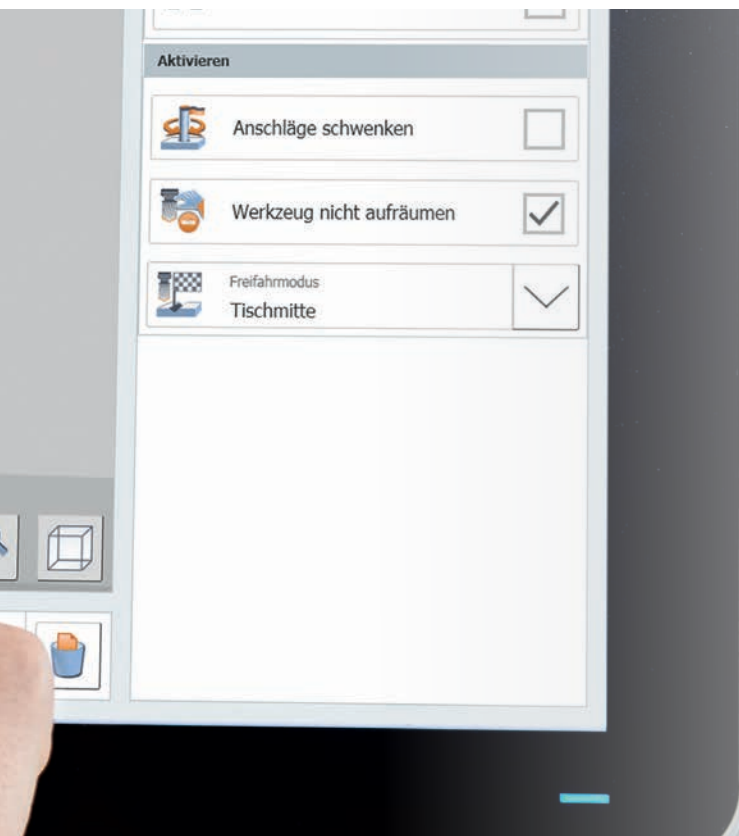 Aktivieren
Anschläge schwenken
Werkzeug nicht aufräumen
Freifahrmodus
Tischmitte